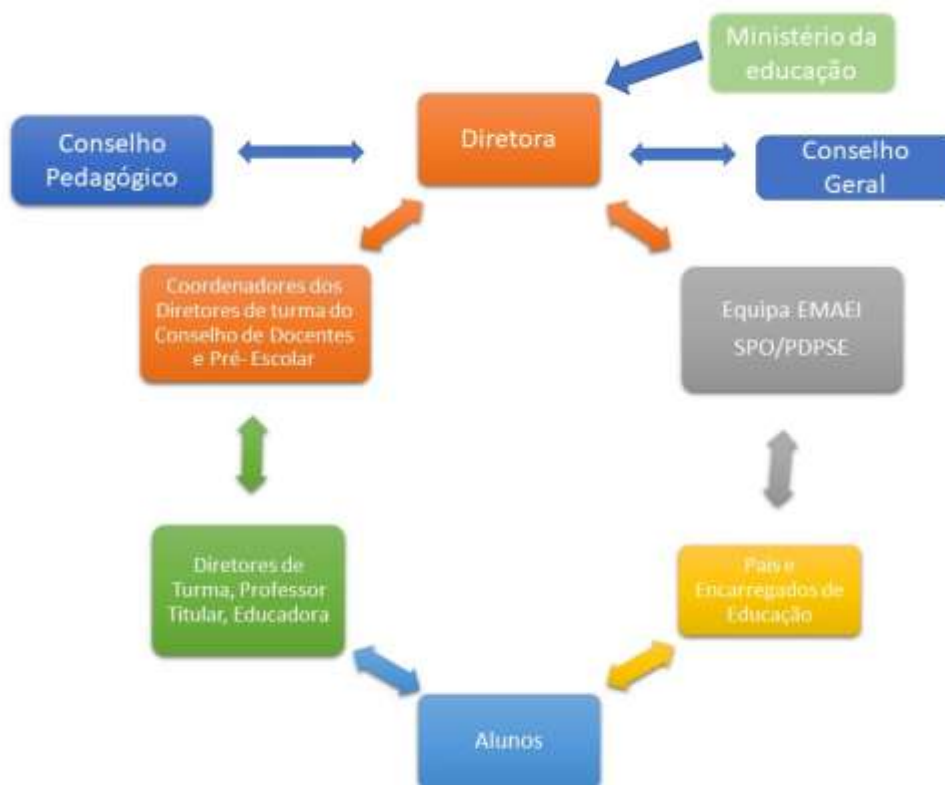 Ministério da
educação
Diretora
Conselho
Pedagógico
Conselho
Geral
Coordenadores dos
Diretores de turma do
Conselho de Docentes
e Pré- Escolar
Equipa EMAEI
SPO/PDPSE
Diretores de
Turma, Professor
Titular, Educadora
Pais e
Encarregados de
Educação
Alunos